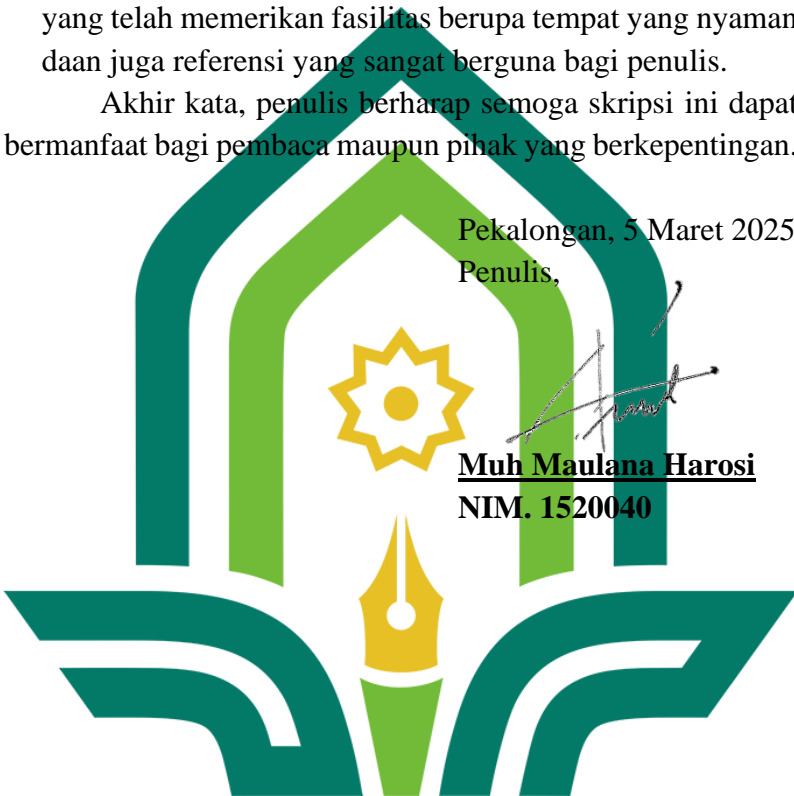 yang telah memerikan fasilitas berupa tempat yang nyaman
daan juga referensi yang sangat berguna bagi penulis.
Akhir kata, penulis berharap semoga skripsi ini dapat
bermanfaat bagi pembaca maupun pihak yang berkepentingan.
Pekalongan, 5 Maret 2025
Penulis,
Muh Maulana Harosi
NIM. 1520040